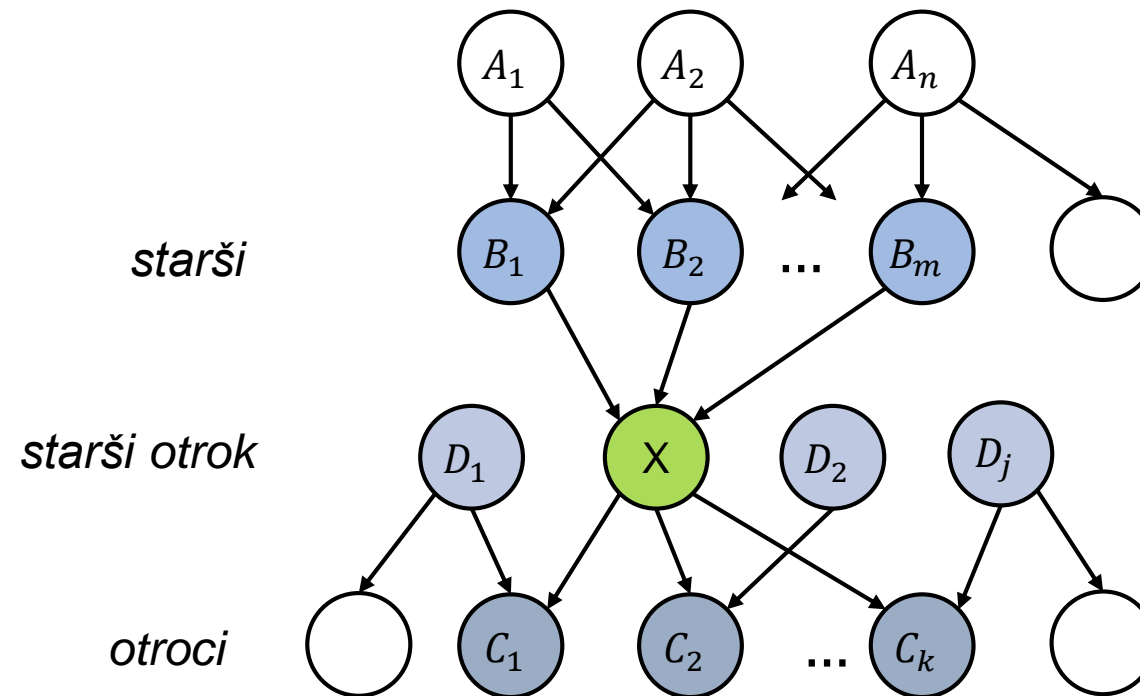 A₁ A₂ Aₙ
starši B₁ B₂ ... Bₘ
starši otrok D₁ X D₂ Dⱼ
otroci C₁ C₂ ... Cₖ